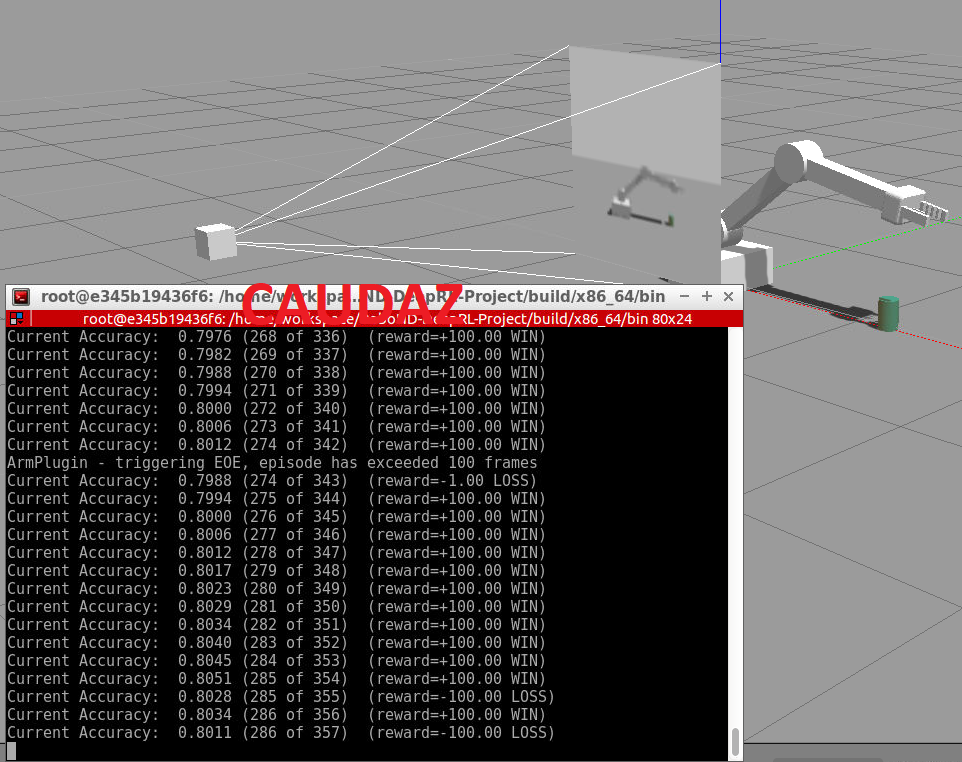 CAUDAZ
root@e345b19436f6: /home/workspa...ND-DeepRL-Project/build/x86_64/bin
root@e345b19436f6: /home/workspace/RoboND-DeepRL-Project/build/x86_64/bin 80x24
Current Accuracy: 0.7976 (268 of 336) (reward=+100.00 WIN)
Current Accuracy: 0.7982 (269 of 337) (reward=+100.00 WIN)
Current Accuracy: 0.7988 (270 of 338) (reward=+100.00 WIN)
Current Accuracy: 0.7994 (271 of 339) (reward=+100.00 WIN)
Current Accuracy: 0.8000 (272 of 340) (reward=+100.00 WIN)
Current Accuracy: 0.8006 (273 of 341) (reward=+100.00 WIN)
Current Accuracy: 0.8012 (274 of 342) (reward=+100.00 WIN)
ArmPlugin - triggering EOE, episode has exceeded 100 frames
Current Accuracy: 0.7988 (274 of 343) (reward=-1.00 LOSS)
Current Accuracy: 0.7994 (275 of 344) (reward=+100.00 WIN)
Current Accuracy: 0.8000 (276 of 345) (reward=+100.00 WIN)
Current Accuracy: 0.8006 (277 of 346) (reward=+100.00 WIN)
Current Accuracy: 0.8012 (278 of 347) (reward=+100.00 WIN)
Current Accuracy: 0.8017 (279 of 348) (reward=+100.00 WIN)
Current Accuracy: 0.8023 (280 of 349) (reward=+100.00 WIN)
Current Accuracy: 0.8029 (281 of 350) (reward=+100.00 WIN)
Current Accuracy: 0.8034 (282 of 351) (reward=+100.00 WIN)
Current Accuracy: 0.8040 (283 of 352) (reward=+100.00 WIN)
Current Accuracy: 0.8045 (284 of 353) (reward=+100.00 WIN)
Current Accuracy: 0.8051 (285 of 354) (reward=+100.00 WIN)
Current Accuracy: 0.8028 (285 of 355) (reward=-100.00 LOSS)
Current Accuracy: 0.8034 (286 of 356) (reward=+100.00 WIN)
Current Accuracy: 0.8011 (286 of 357) (reward=-100.00 LOSS)